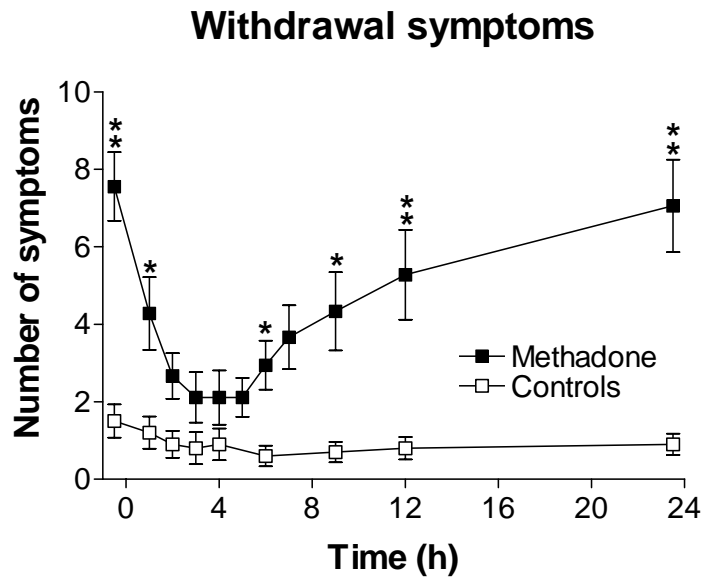 Withdrawal symptoms
Number of symptoms
10
8
6
4
2
0
**
*
*
*
**
**
Methadone
Controls
0 4 8 12 16 20 24
Time (h)